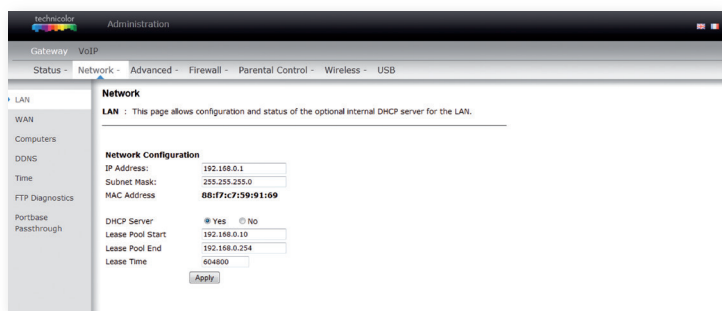 technicolor
Administration
Gateway VoIP
Status - Network - Advanced - Firewall - Parental Control - Wireless - USB
LAN
WAN
Computers
DDNS
Time
FTP Diagnostics
Portbase
Passthrough
Network
LAN : This page allows configuration and status of the optional internal DHCP server for the LAN.
Network Configuration
IP Address: 192.168.0.1
Subnet Mask: 255.255.255.0
MAC Address 88:f7:c7:59:91:69
DHCP Server Yes No
Lease Pool Start 192.168.0.10
Lease Pool End 192.168.0.254
Lease Time 604800
Apply